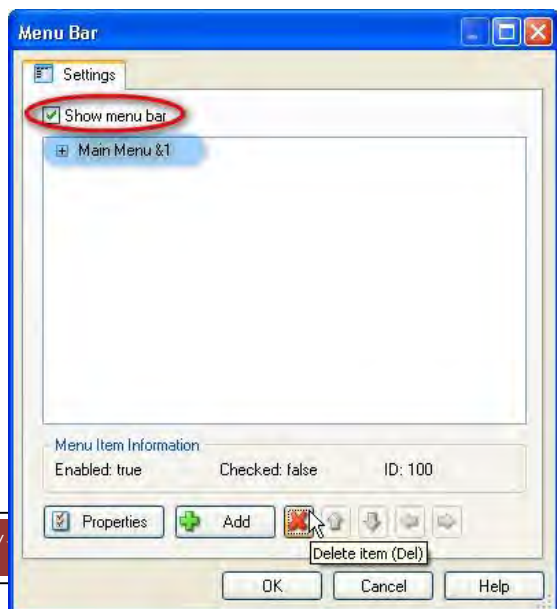 Menu Bar
Settings
Show menu bar
Main Menu &1
Menu Item Information
Enabled: true Checked: false ID: 100
Properties Add
Delete item (Del)
OK Cancel Help